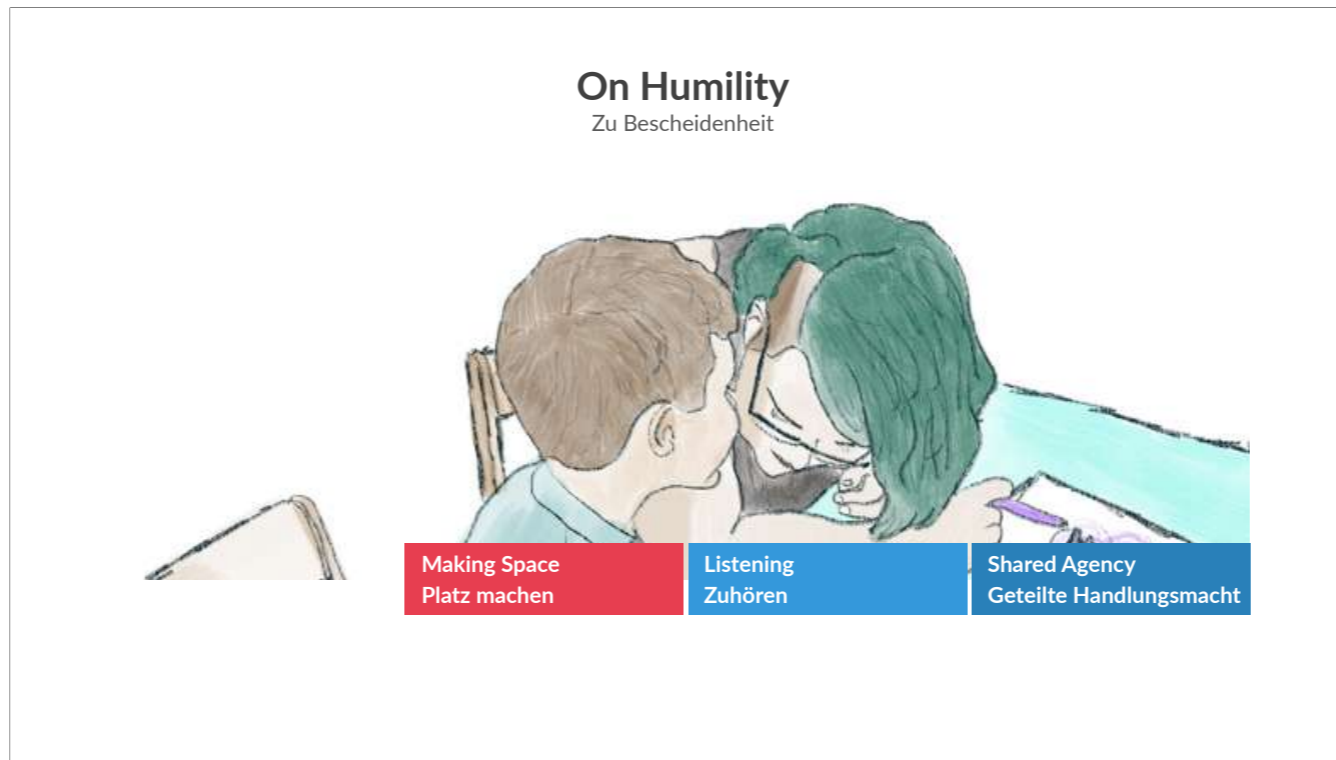 On Humility
Zu Bescheidenheit
Making Space
Platz machen
Listening
Zuhören
Shared Agency
Geteilte Handlungsmacht